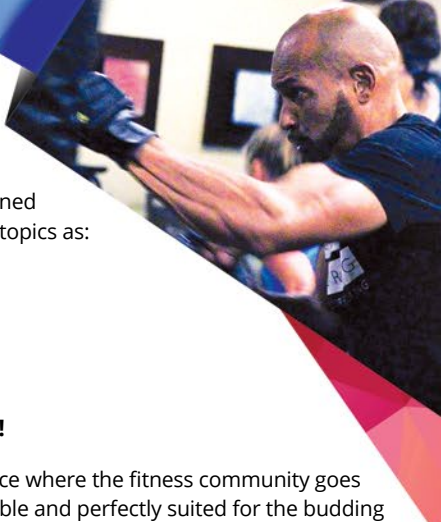 ned
topics as:
!
ce where the fitness community goes
ble and perfectly suited for the budding